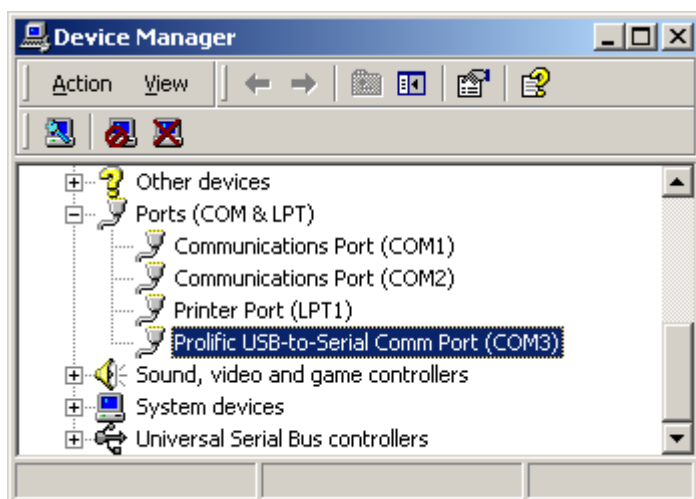 Device Manager
Action View
Other devices
Ports (COM & LPT)
Communications Port (COM1)
Communications Port (COM2)
Printer Port (LPT1)
Prolific USB-to-Serial Comm Port (COM3)
Sound, video and game controllers
System devices
Universal Serial Bus controllers